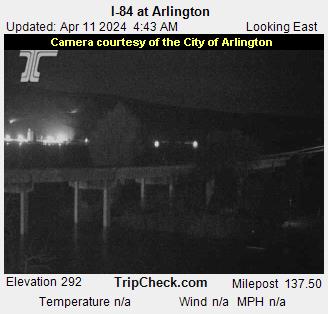 I-84 at Arlington
Updated: Apr 11 2024 4:43 AM Looking East
Camera courtesy of the City of Arlington
Elevation 292 TripCheck.com Milepost 137.50
Temperature n/a Wind n/a MPH n/a